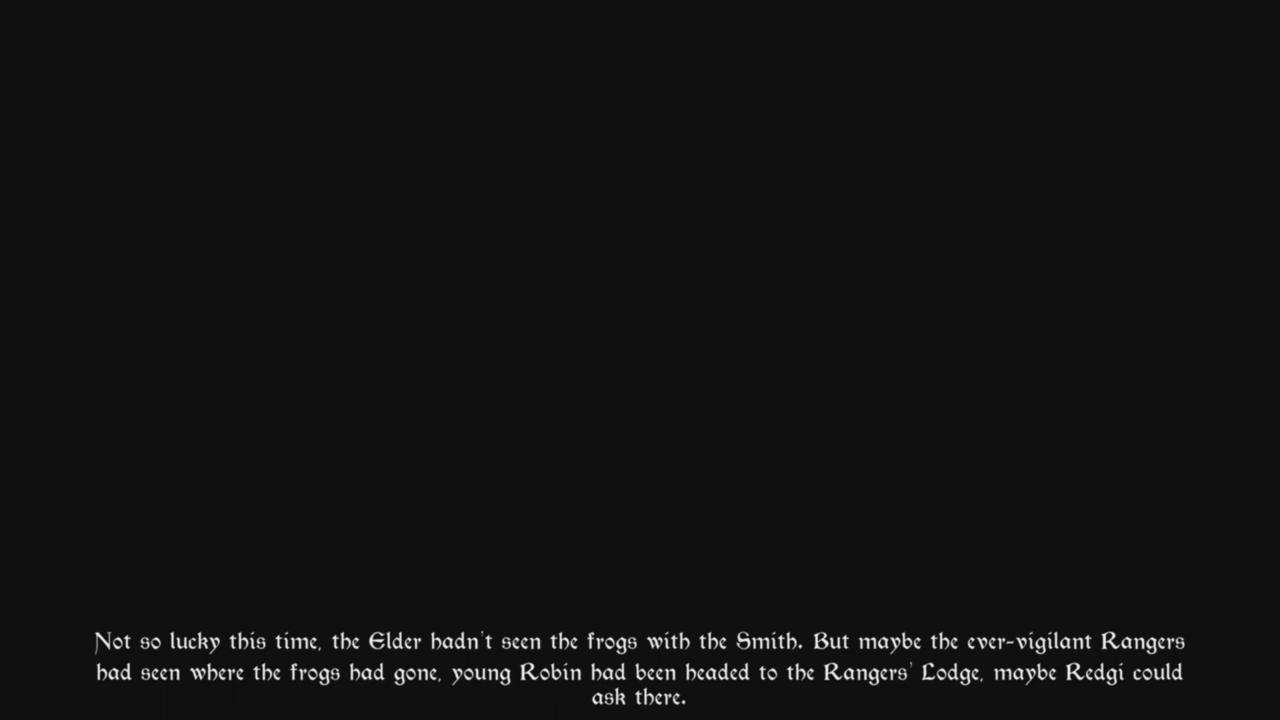 Not so lucky this time, the Elder hadn't seen the frogs with the Smith. But maybe the ever-vigilant Rangers
had seen where the frogs had gone, young Robin had been headed to the Rangers' Lodge, maybe Redgi could
ask there.